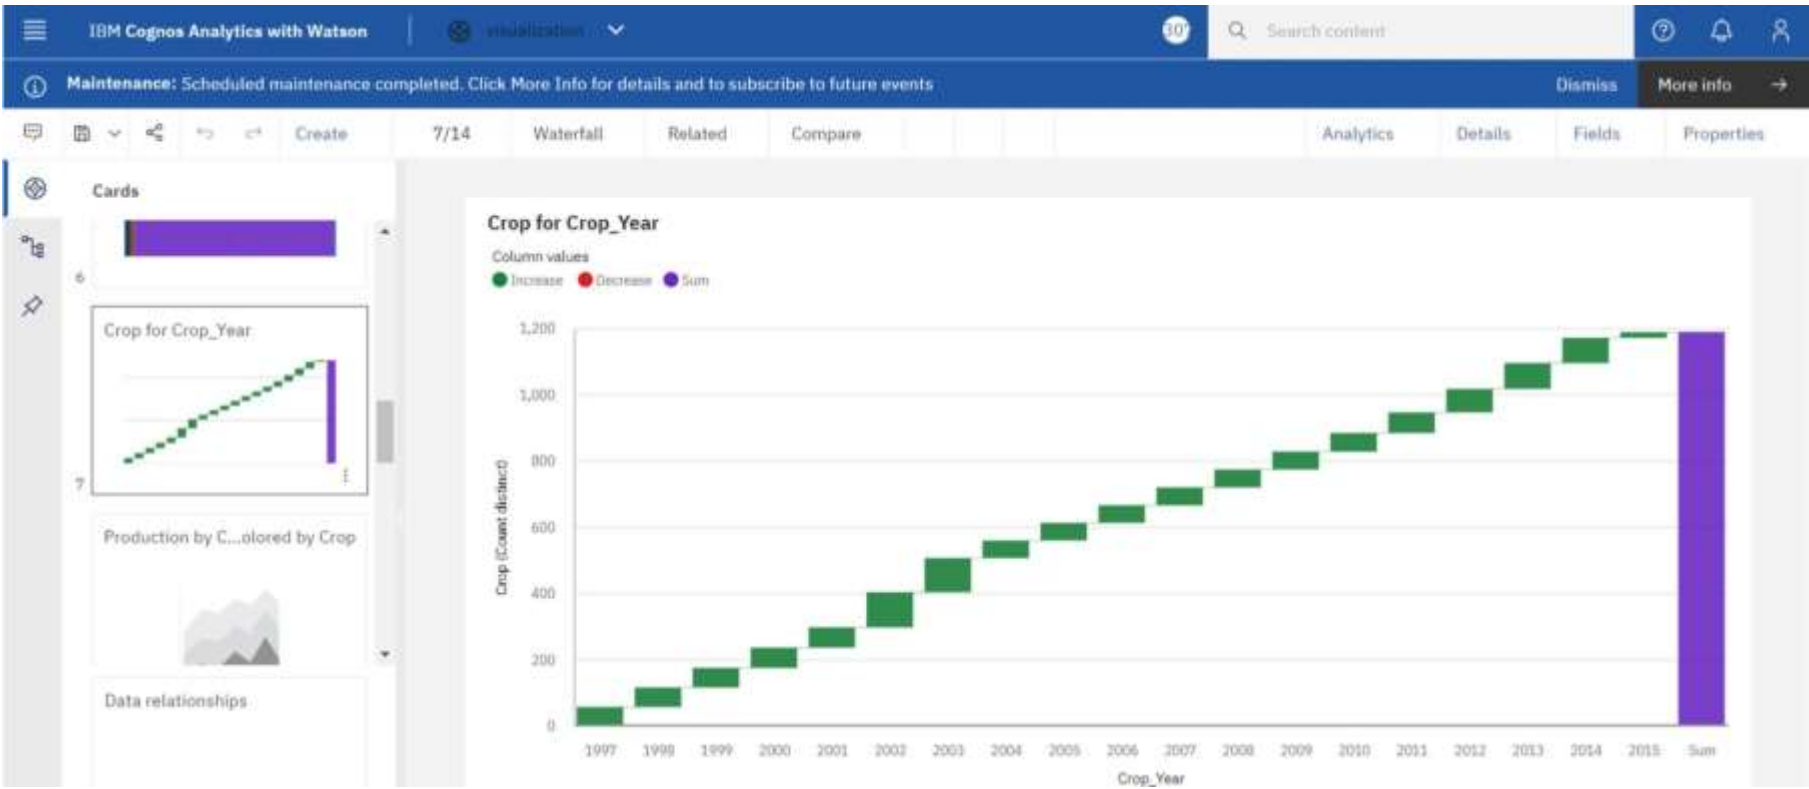 IBM Cognos Analytics with Watson
visualization
30
Search content
Maintenance: Scheduled maintenance completed. Click More Info for details and to subscribe to future events
Dismiss
More info
Create
7/14
Waterfall
Related
Compare
Analytics
Details
Fields
Properties
Cards
6
Crop for Crop_Year
7
Production by C...olored by Crop
Data relationships
Crop for Crop_Year
Column values
Increase Decrease Sum
1,200
1,000
800
600
400
200
0
Crop (Count distinct)
1997 1998 1999 2000 2001 2002 2003 2004 2005 2006 2007 2008 2009 2010 2011 2012 2013 2014 2015 Sum
Crop_Year